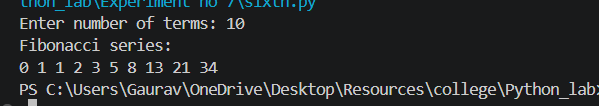 thon_lab\Experiment no 7\sixth.py
Enter number of terms: 10
Fibonacci series:
0 1 1 2 3 5 8 13 21 34
PS C:\Users\Gaurav\OneDrive\Desktop\Resources\college\Python_lab>